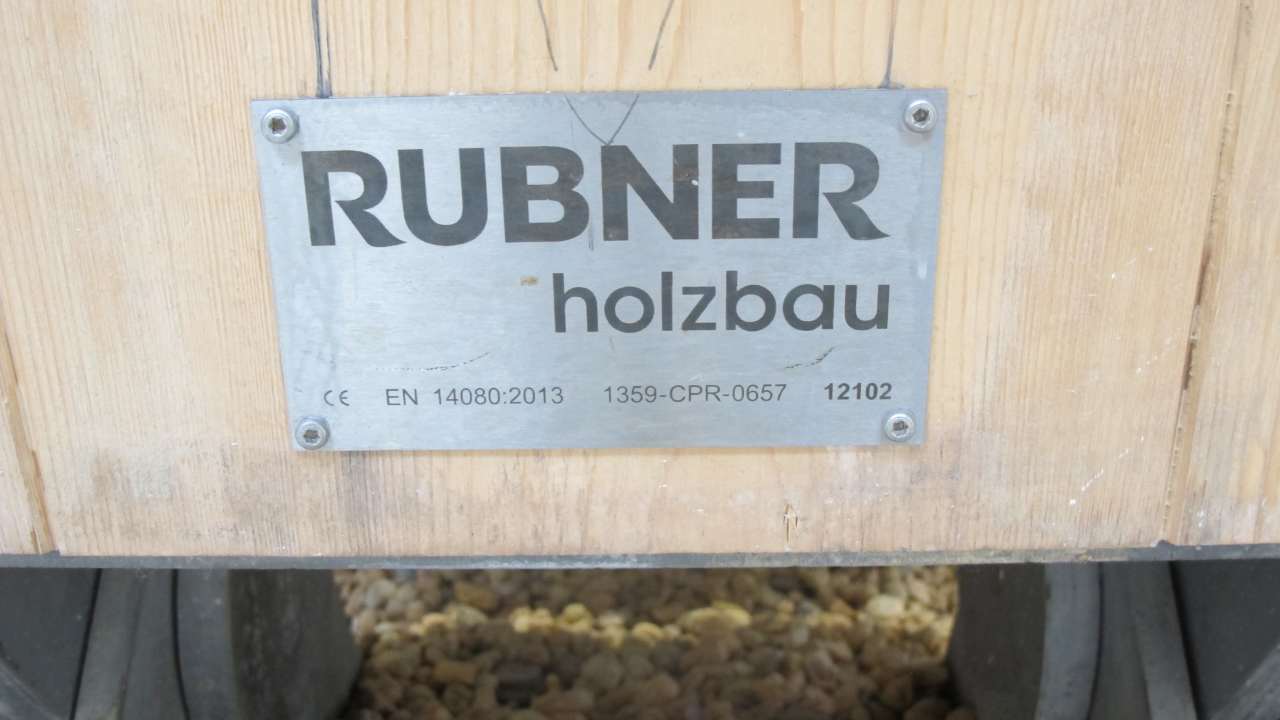 RUBNER
holzbau
CE EN 14080:2013 1359-CPR-0657 12102